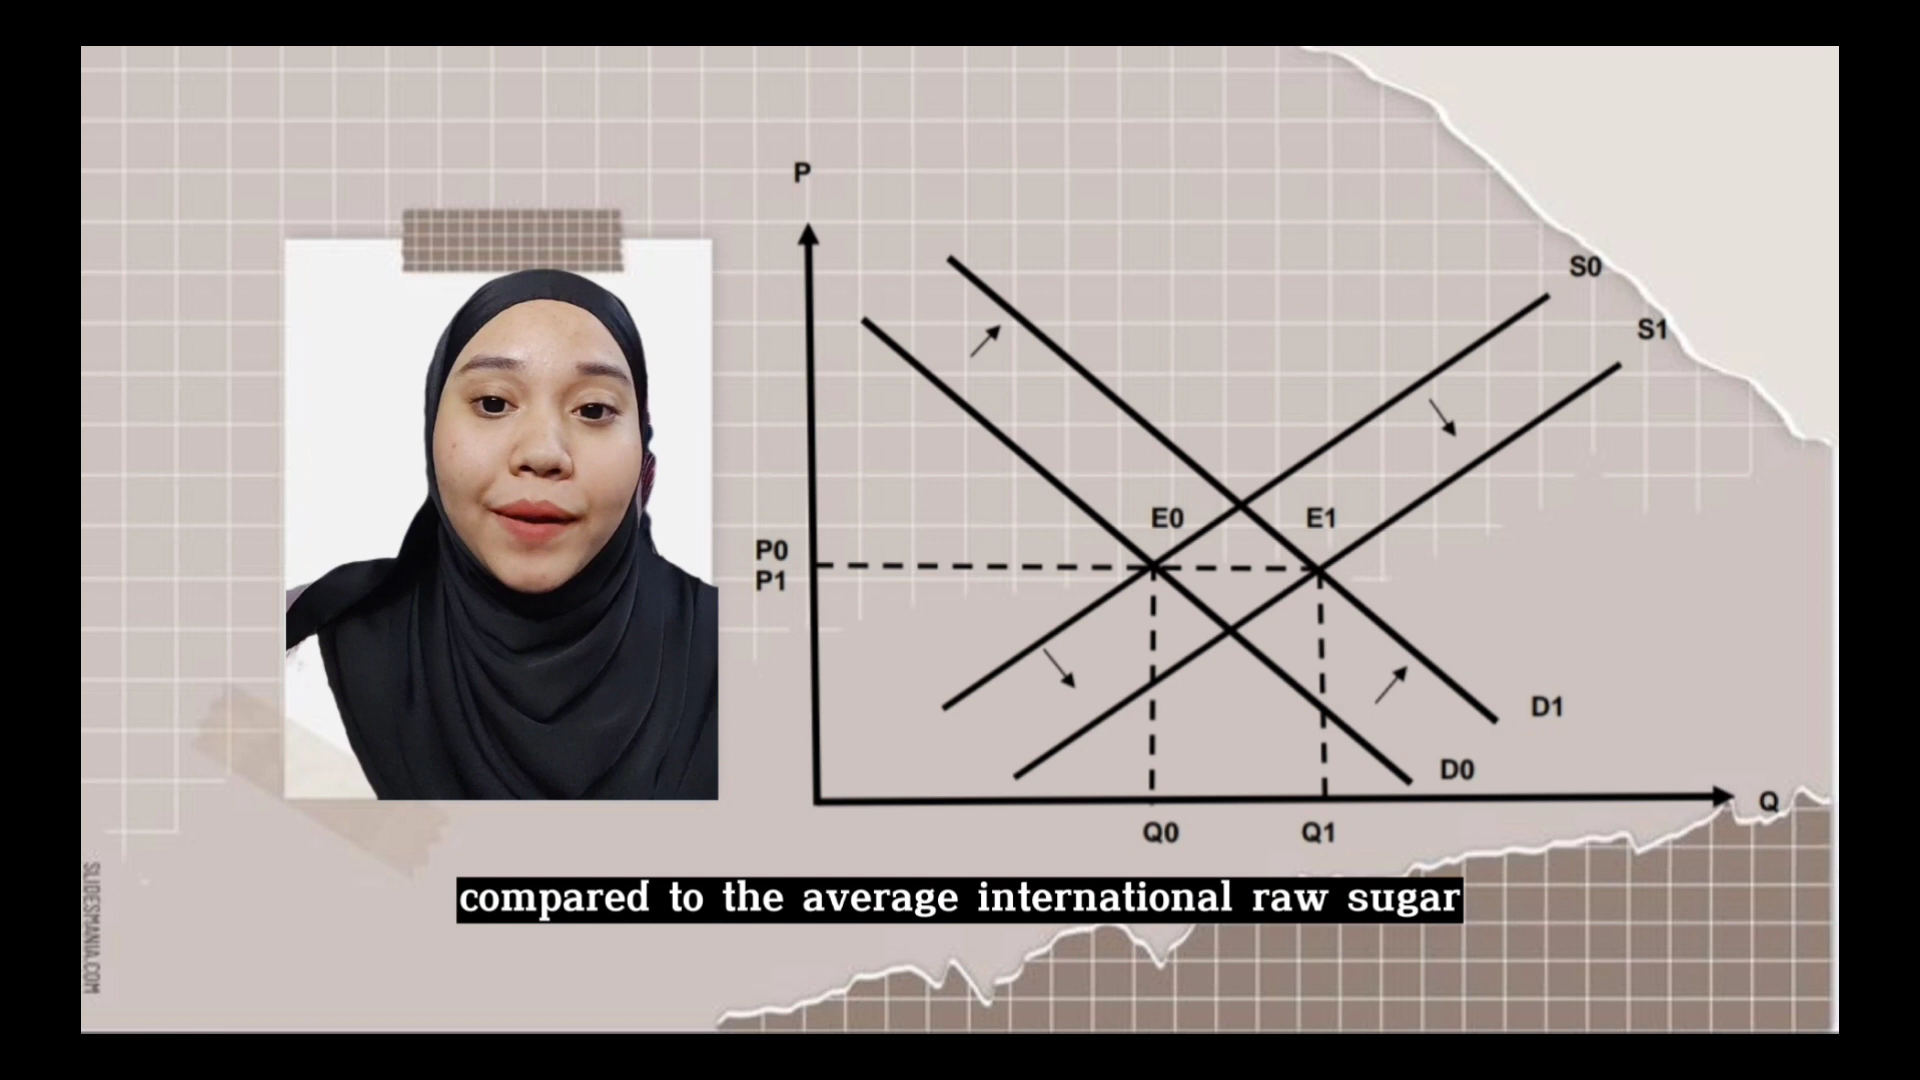 P
S0
S1
E0
E1
P0
P1
D1
D0
Q
Q0
Q1
compared to the average international raw sugar
SLIDESMANIA.COM